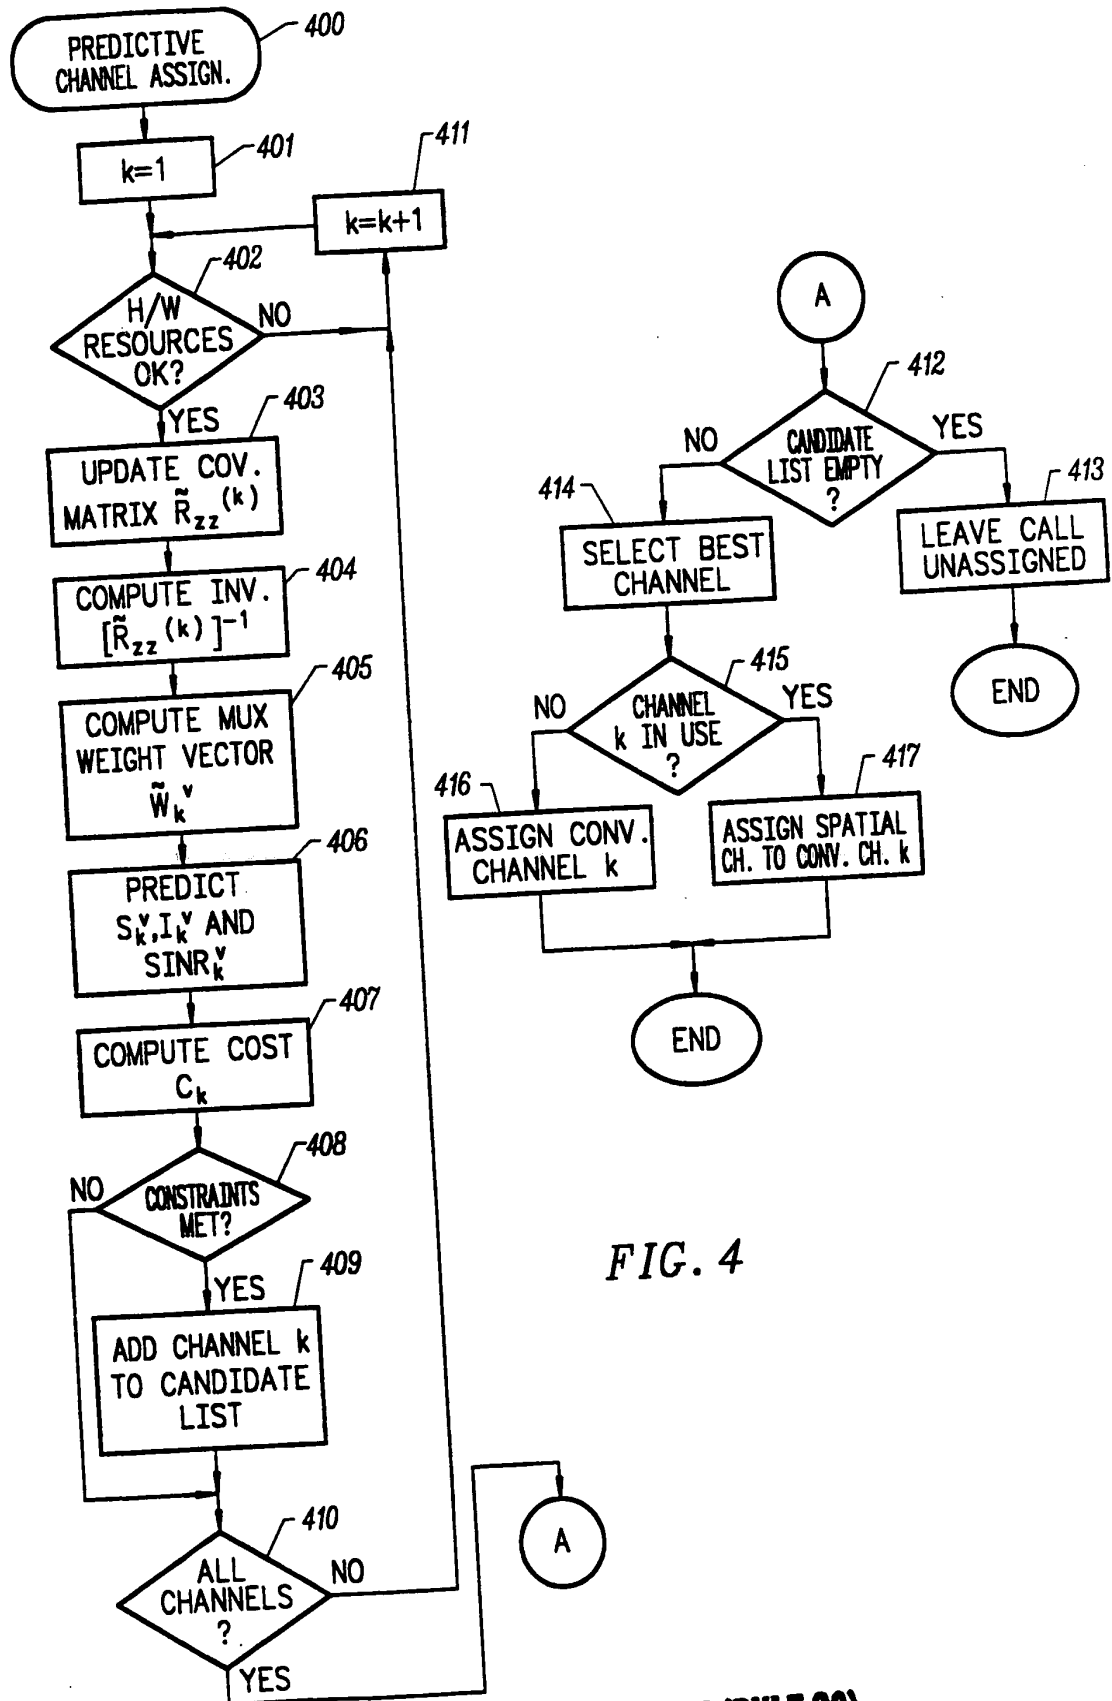 PREDICTIVE
CHANNEL ASSIGN.
400
k=1
401
k=k+1
411
H/W
RESOURCES
OK?
402
NO
YES
UPDATE COV.
MATRIX R̃zz(k)
403
COMPUTE INV.
[R̃zz(k)]-1
404
COMPUTE MUX
WEIGHT VECTOR
W̃kv
405
PREDICT
Skv,Ikv AND
SINRkv
406
COMPUTE COST
Ck
407
CONSTRAINTS
MET?
408
NO
YES
ADD CHANNEL k
TO CANDIDATE
LIST
409
ALL
CHANNELS
?
410
NO
YES
A
A
CANDIDATE
LIST EMPTY
?
412
NO
YES
LEAVE CALL
UNASSIGNED
413
END
SELECT BEST
CHANNEL
414
CHANNEL
k IN USE
?
415
NO
YES
ASSIGN CONV.
CHANNEL k
416
ASSIGN SPATIAL
CH. TO CONV. CH. k
417
END
FIG. 4